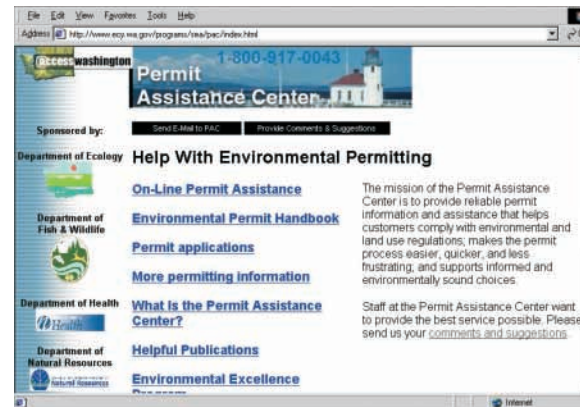 File Edit View Favorites Tools Help
Address http://www.ecy.wa.gov/programs/sea/pac/index.html
access washington
1-800-917-0043
Permit
Assistance Center
Send E-Mail to PAC
Provide Comments & Suggestions
Sponsored by:
Department of Ecology
Department of
Fish & Wildlife
Department of Health
Health
Department of
Natural Resources
Natural Resources
Help With Environmental Permitting
On-Line Permit Assistance
Environmental Permit Handbook
Permit applications
More permitting information
What Is the Permit Assistance
Center?
Helpful Publications
Environmental Excellence
Program
The mission of the Permit Assistance
Center is to provide reliable permit
information and assistance that helps
customers comply with environmental and
land use regulations; makes the permit
process easier, quicker, and less
frustrating; and supports informed and
environmentally sound choices.
Staff at the Permit Assistance Center want
to provide the best service possible. Please
send us your comments and suggestions.
Internet